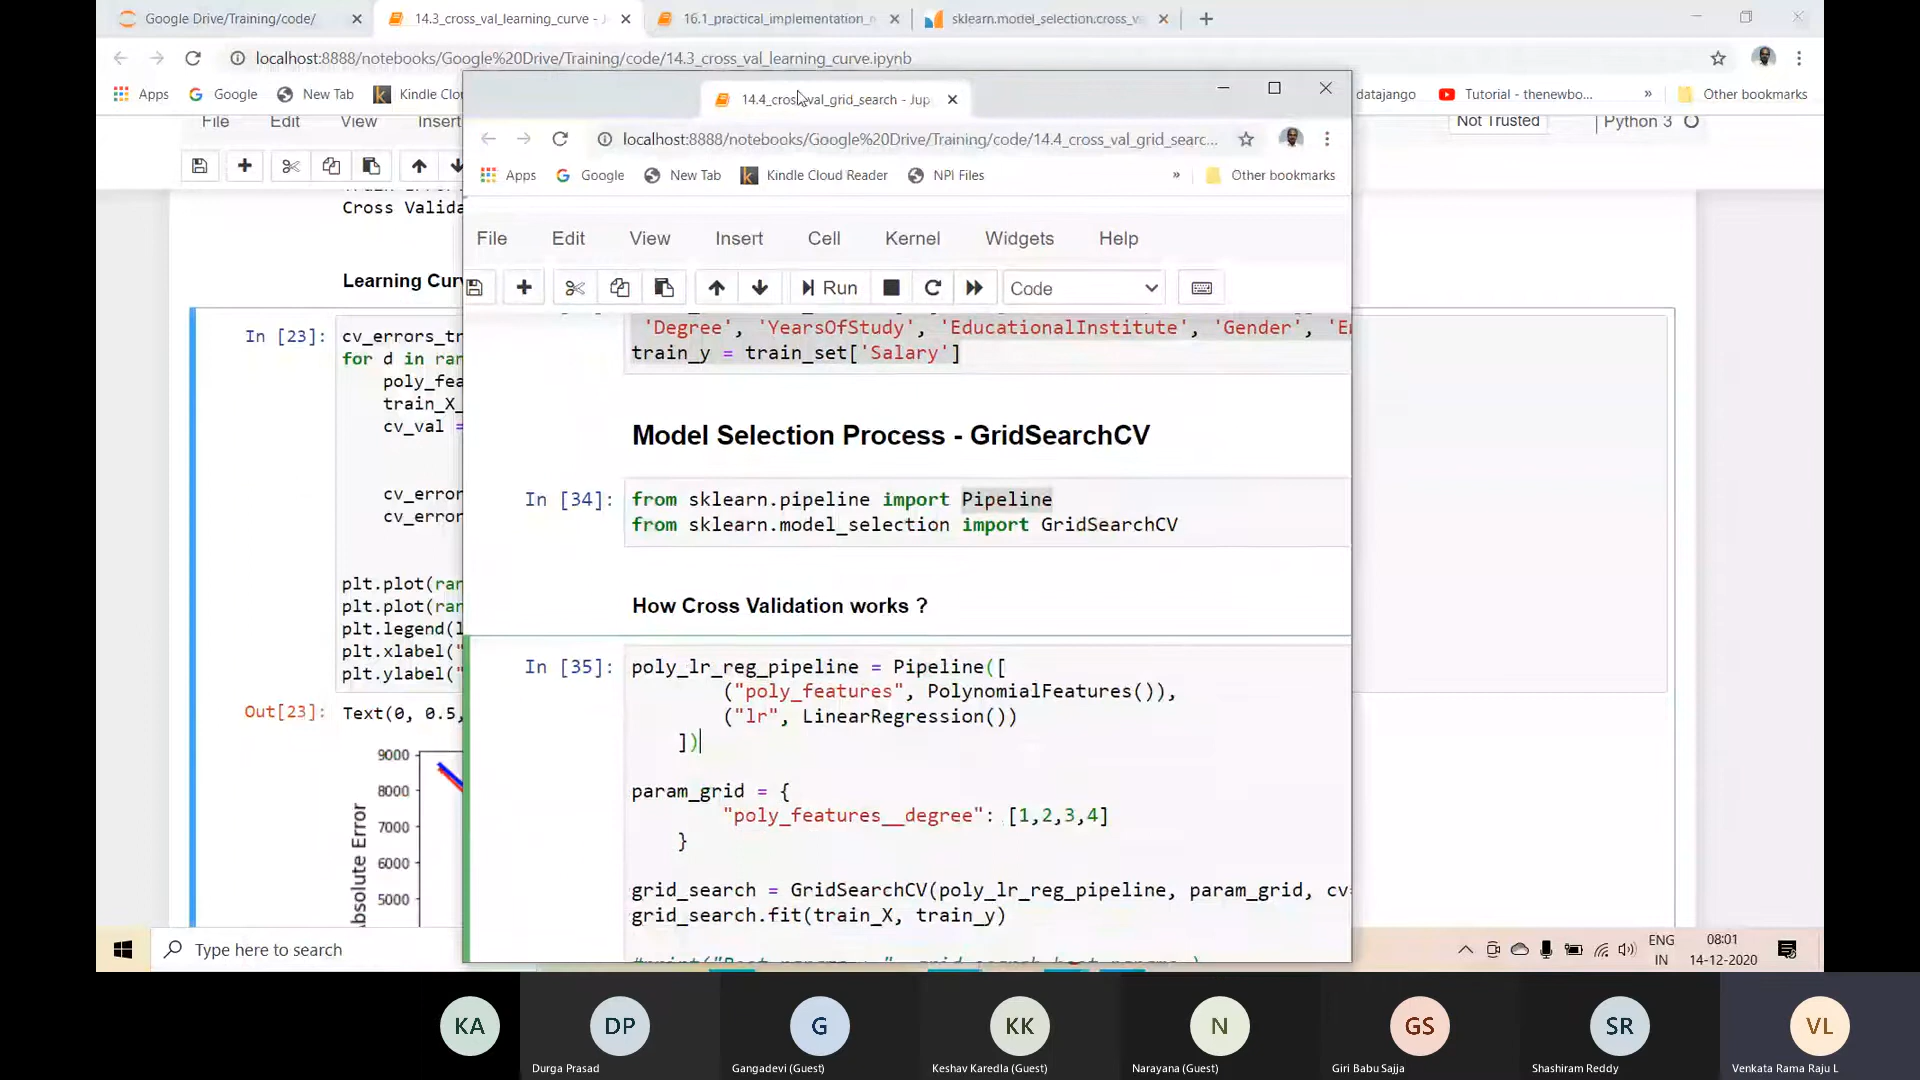 Google Drive/Training/code/
14.3_cross_val_learning_curve - J
16.1_practical_implementation_
sklearn.model_selection.cross_v
localhost:8888/notebooks/Google%20Drive/Training/code/14.3_cross_val_learning_curve.ipynb
Apps
Google
New Tab
Kindle Clo
datajango
Tutorial - thenewbo...
»
Other bookmarks
File
Edit
View
Insert
Not Trusted
Python 3
Cross Valida
Learning Curv
In [23]:
cv_errors_tr
for d in ran
poly_fea
train_X_
cv_val =
cv_error
cv_error
plt.plot(ran
plt.plot(ran
plt.legend(l
plt.xlabel("
plt.ylabel("
Out[23]:
Text(0, 0.5,
9000
8000
7000
6000
5000
Absolute Error
14.4_cross_val_grid_search - Jup
localhost:8888/notebooks/Google%20Drive/Training/code/14.4_cross_val_grid_searc...
Apps
Google
New Tab
Kindle Cloud Reader
NPI Files
»
Other bookmarks
File
Edit
View
Insert
Cell
Kernel
Widgets
Help
Run
Code
'Degree', 'YearsOfStudy', 'EducationalInstitute', 'Gender', 'E
train_y = train_set['Salary']
Model Selection Process - GridSearchCV
In [34]:
from sklearn.pipeline import Pipeline
from sklearn.model_selection import GridSearchCV
How Cross Validation works ?
In [35]:
poly_lr_reg_pipeline = Pipeline([
("poly_features", PolynomialFeatures()),
("lr", LinearRegression())
])
param_grid = {
"poly_features__degree": [1,2,3,4]
}
grid_search = GridSearchCV(poly_lr_reg_pipeline, param_grid, cv=
grid_search.fit(train_X, train_y)
Type here to search
ENG
IN
08:01
14-12-2020
KA
DP
Durga Prasad
G
Gangadevi (Guest)
KK
Keshav Karedla (Guest)
N
Narayana (Guest)
GS
Giri Babu Sajja
SR
Shashiram Reddy
VL
Venkata Rama Raju L